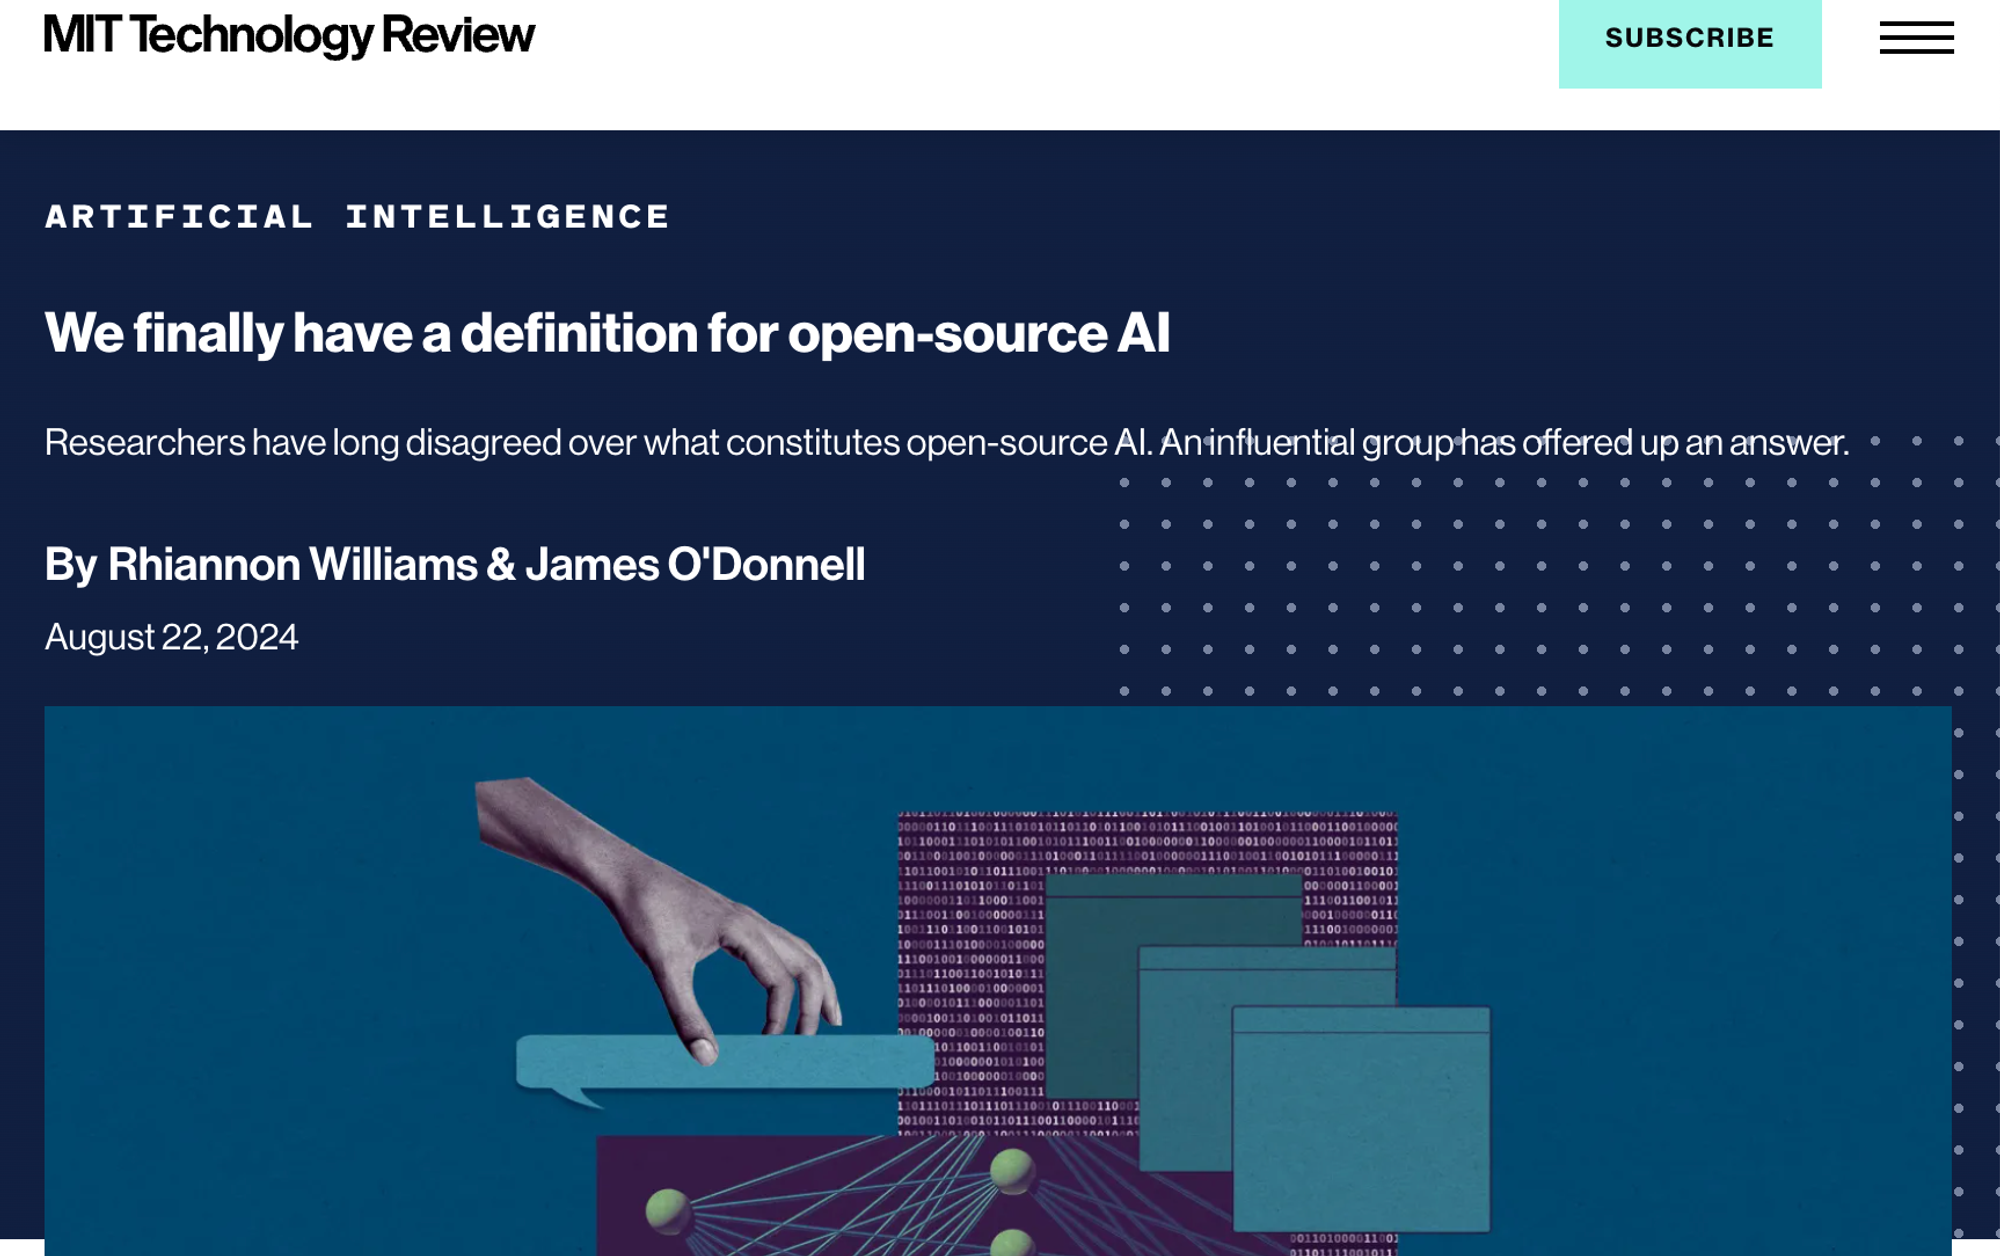 MIT Technology Review
SUBSCRIBE
ARTIFICIAL INTELLIGENCE
We finally have a definition for open-source AI
Researchers have long disagreed over what constitutes open-source AI. An influential group has offered up an answer.
By Rhiannon Williams & James O'Donnell
August 22, 2024